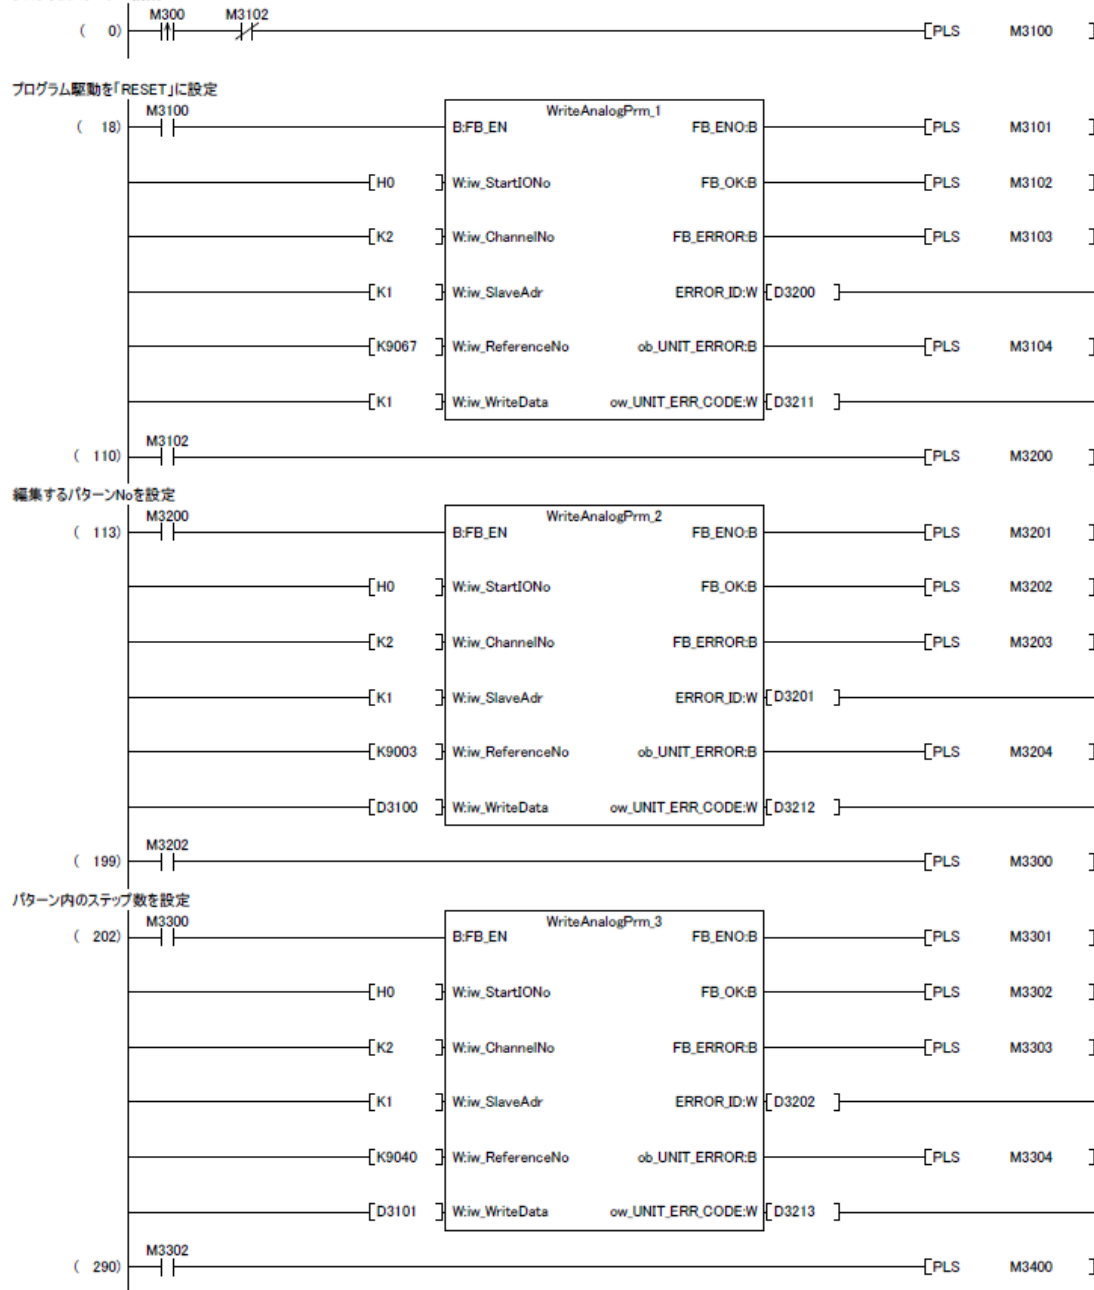 M300 M3102
( 0) [PLS M3100 ]
プログラム駆動を「RESET」に設定
M3100 WriteAnalogPrm_1
( 18) B:FB_EN FB_ENO:B [PLS M3101 ]
[H0 ] W:iw_StartIONo FB_OK:B [PLS M3102 ]
[K2 ] W:iw_ChannelNo FB_ERROR:B [PLS M3103 ]
[K1 ] W:iw_SlaveAdr ERROR_ID:W [D3200 ]
[K9067 ] W:iw_ReferenceNo ob_UNIT_ERROR:B [PLS M3104 ]
[K1 ] W:iw_WriteData ow_UNIT_ERR_CODE:W [D3211 ]
M3102
( 110) [PLS M3200 ]
編集するパターンNoを設定
M3200 WriteAnalogPrm_2
( 113) B:FB_EN FB_ENO:B [PLS M3201 ]
[H0 ] W:iw_StartIONo FB_OK:B [PLS M3202 ]
[K2 ] W:iw_ChannelNo FB_ERROR:B [PLS M3203 ]
[K1 ] W:iw_SlaveAdr ERROR_ID:W [D3201 ]
[K9003 ] W:iw_ReferenceNo ob_UNIT_ERROR:B [PLS M3204 ]
[D3100 ] W:iw_WriteData ow_UNIT_ERR_CODE:W [D3212 ]
M3202
( 199) [PLS M3300 ]
パターン内のステップ数を設定
M3300 WriteAnalogPrm_3
( 202) B:FB_EN FB_ENO:B [PLS M3301 ]
[H0 ] W:iw_StartIONo FB_OK:B [PLS M3302 ]
[K2 ] W:iw_ChannelNo FB_ERROR:B [PLS M3303 ]
[K1 ] W:iw_SlaveAdr ERROR_ID:W [D3202 ]
[K9040 ] W:iw_ReferenceNo ob_UNIT_ERROR:B [PLS M3304 ]
[D3101 ] W:iw_WriteData ow_UNIT_ERR_CODE:W [D3213 ]
M3302
( 290) [PLS M3400 ]